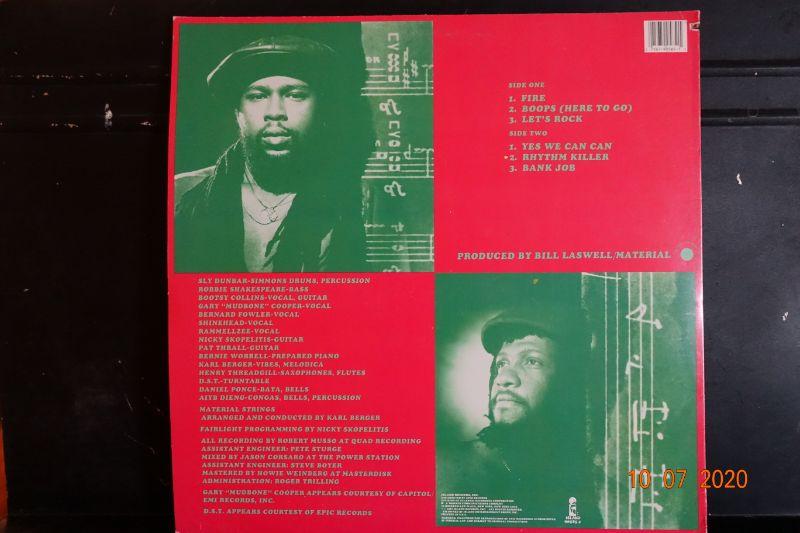 SIDE ONE
1. FIRE
2. BOOPS (HERE TO GO)
3. LET'S ROCK
SIDE TWO
1. YES WE CAN CAN
2. RHYTHM KILLER
3. BANK JOB
PRODUCED BY BILL LASWELL/MATERIAL
SLY DUNBAR-SIMMONS DRUMS, PERCUSSION
ROBBIE SHAKESPEARE-BASS
BOOTSY COLLINS-VOCAL, GUITAR
GARY "MUDBONE" COOPER-VOCAL
BERNARD FOWLER-VOCAL
SHINEHEAD-VOCAL
RAMMELLZEE-VOCAL
NICKY SKOPELITIS-GUITAR
PAT THRALL-GUITAR
BERNIE WORRELL-PREPARED PIANO
KARL BERGER-VIBES, MELODICA
HENRY THREADGILL-SAXOPHONES, FLUTES
D.S.T.-TURNTABLE
DANIEL PONCE-BATA, BELLS
AIYB DIENG-CONGAS, BELLS, PERCUSSION
MATERIAL STRINGS
ARRANGED AND CONDUCTED BY KARL BERGER
FAIRLIGHT PROGRAMMING BY NICKY SKOPELITIS
ALL RECORDING BY ROBERT MUSSO AT QUAD RECORDING
ASSISTANT ENGINEER: PETE STURGE
MIXED BY JASON CORSARO AT THE POWER STATION
ASSISTANT ENGINEER: STEVE BOYER
MASTERED BY HOWIE WEINBERG AT MASTERDISK
ADMINISTRATION: ROGER TRILLING
GARY "MUDBONE" COOPER APPEARS COURTESY OF CAPITOL/
EMI RECORDS, INC.
D.S.T. APPEARS COURTESY OF EPIC RECORDS
ISLAND
10 07 2020